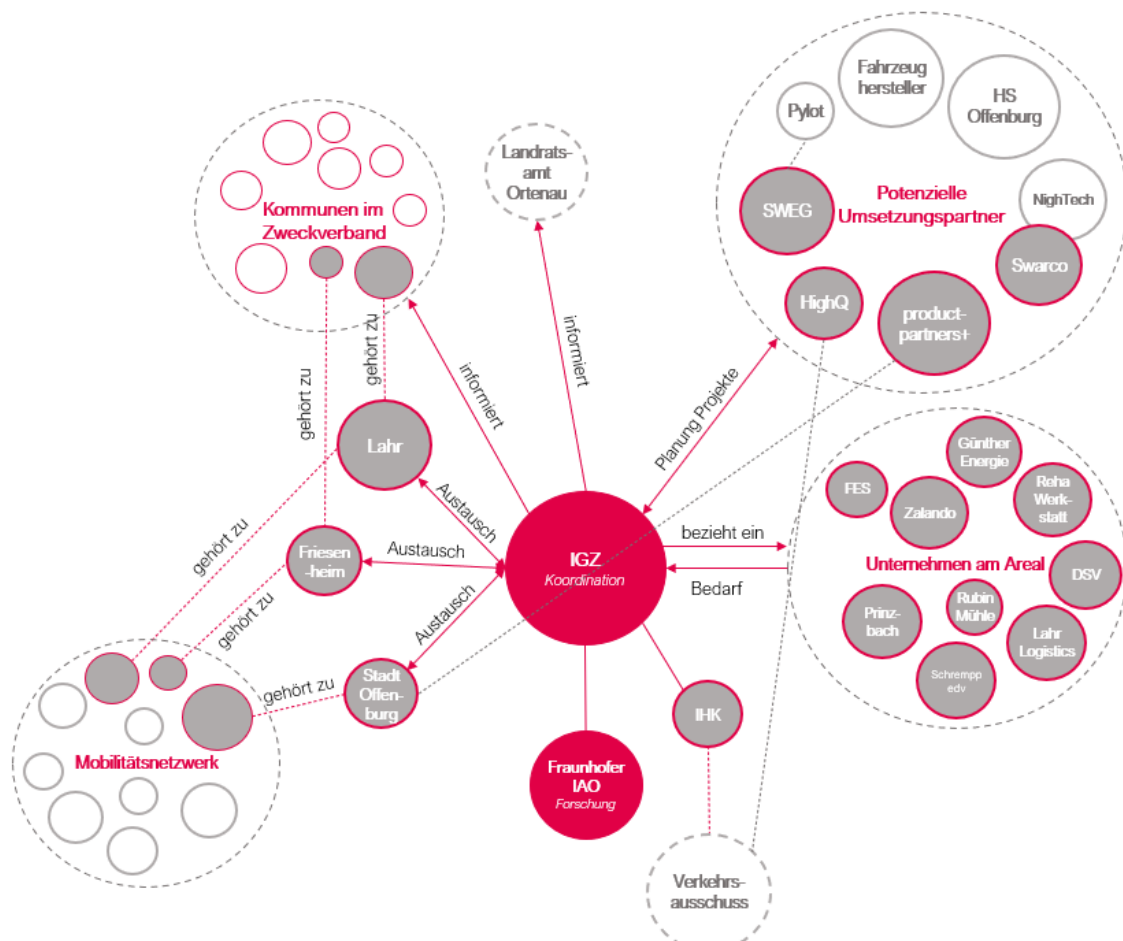 Fahrzeug
hersteller
HS
Offenburg
Pylot
Landrats-
amt
Ortenau
NighTech
Potenzielle
Umsetzungspartner
SWEG
Kommunen im
Zweckverband
Swarco
HighQ
product-
partners+
gehört zu
informiert
informiert
Planung Projekte
gehört zu
Lahr
Günther
Energie
FES
Reha
Werk-
statt
Zalando
Austausch
gehört zu
bezieht ein
IGZ
Koordination
Unternehmen am Areal
Friesen
-heim
Austausch
DSV
Bedarf
gehört zu
Austausch
Rubin
Mühle
Prinz-
bach
Lahr
Logistics
Stadt
Offen-
burg
gehört zu
Schrempp
edv
IHK
Mobilitätsnetzwerk
Fraunhofer
IAO
Forschung
Verkehrs-
ausschuss